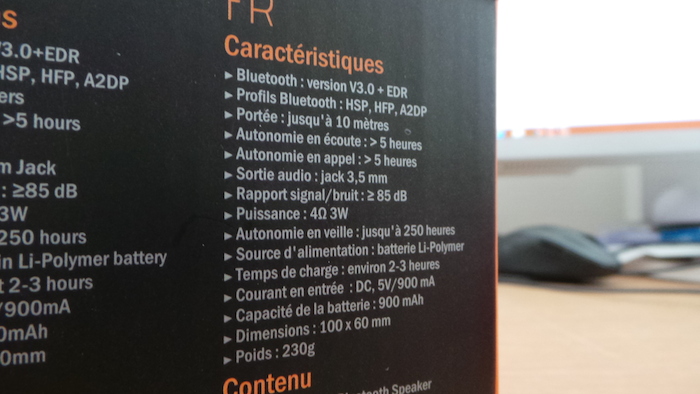 s
V3.0+EDR
HSP, HFP, A2DP
ers
>5 hours
m Jack
: ≥85 dB
3W
250 hours
in Li-Polymer battery
t 2-3 hours
/900mA
0mAh
0mm
FR
Caractéristiques
▸ Bluetooth : version V3.0 + EDR
▸ Profils Bluetooth : HSP, HFP, A2DP
▸ Portée : jusqu'à 10 mètres
▸ Autonomie en écoute : > 5 heures
▸ Autonomie en appel : > 5 heures
▸ Sortie audio : jack 3,5 mm
▸ Rapport signal/bruit : ≥ 85 dB
▸ Puissance : 4Ω 3W
▸ Autonomie en veille : jusqu'à 250 heures
▸ Source d'alimentation : batterie Li-Polymer
▸ Temps de charge : environ 2-3 heures
▸ Courant en entrée : DC, 5V/900 mA
▸ Capacité de la batterie : 900 mAh
▸ Dimensions : 100 x 60 mm
▸ Poids : 230g
Contenu
Bluetooth Speaker